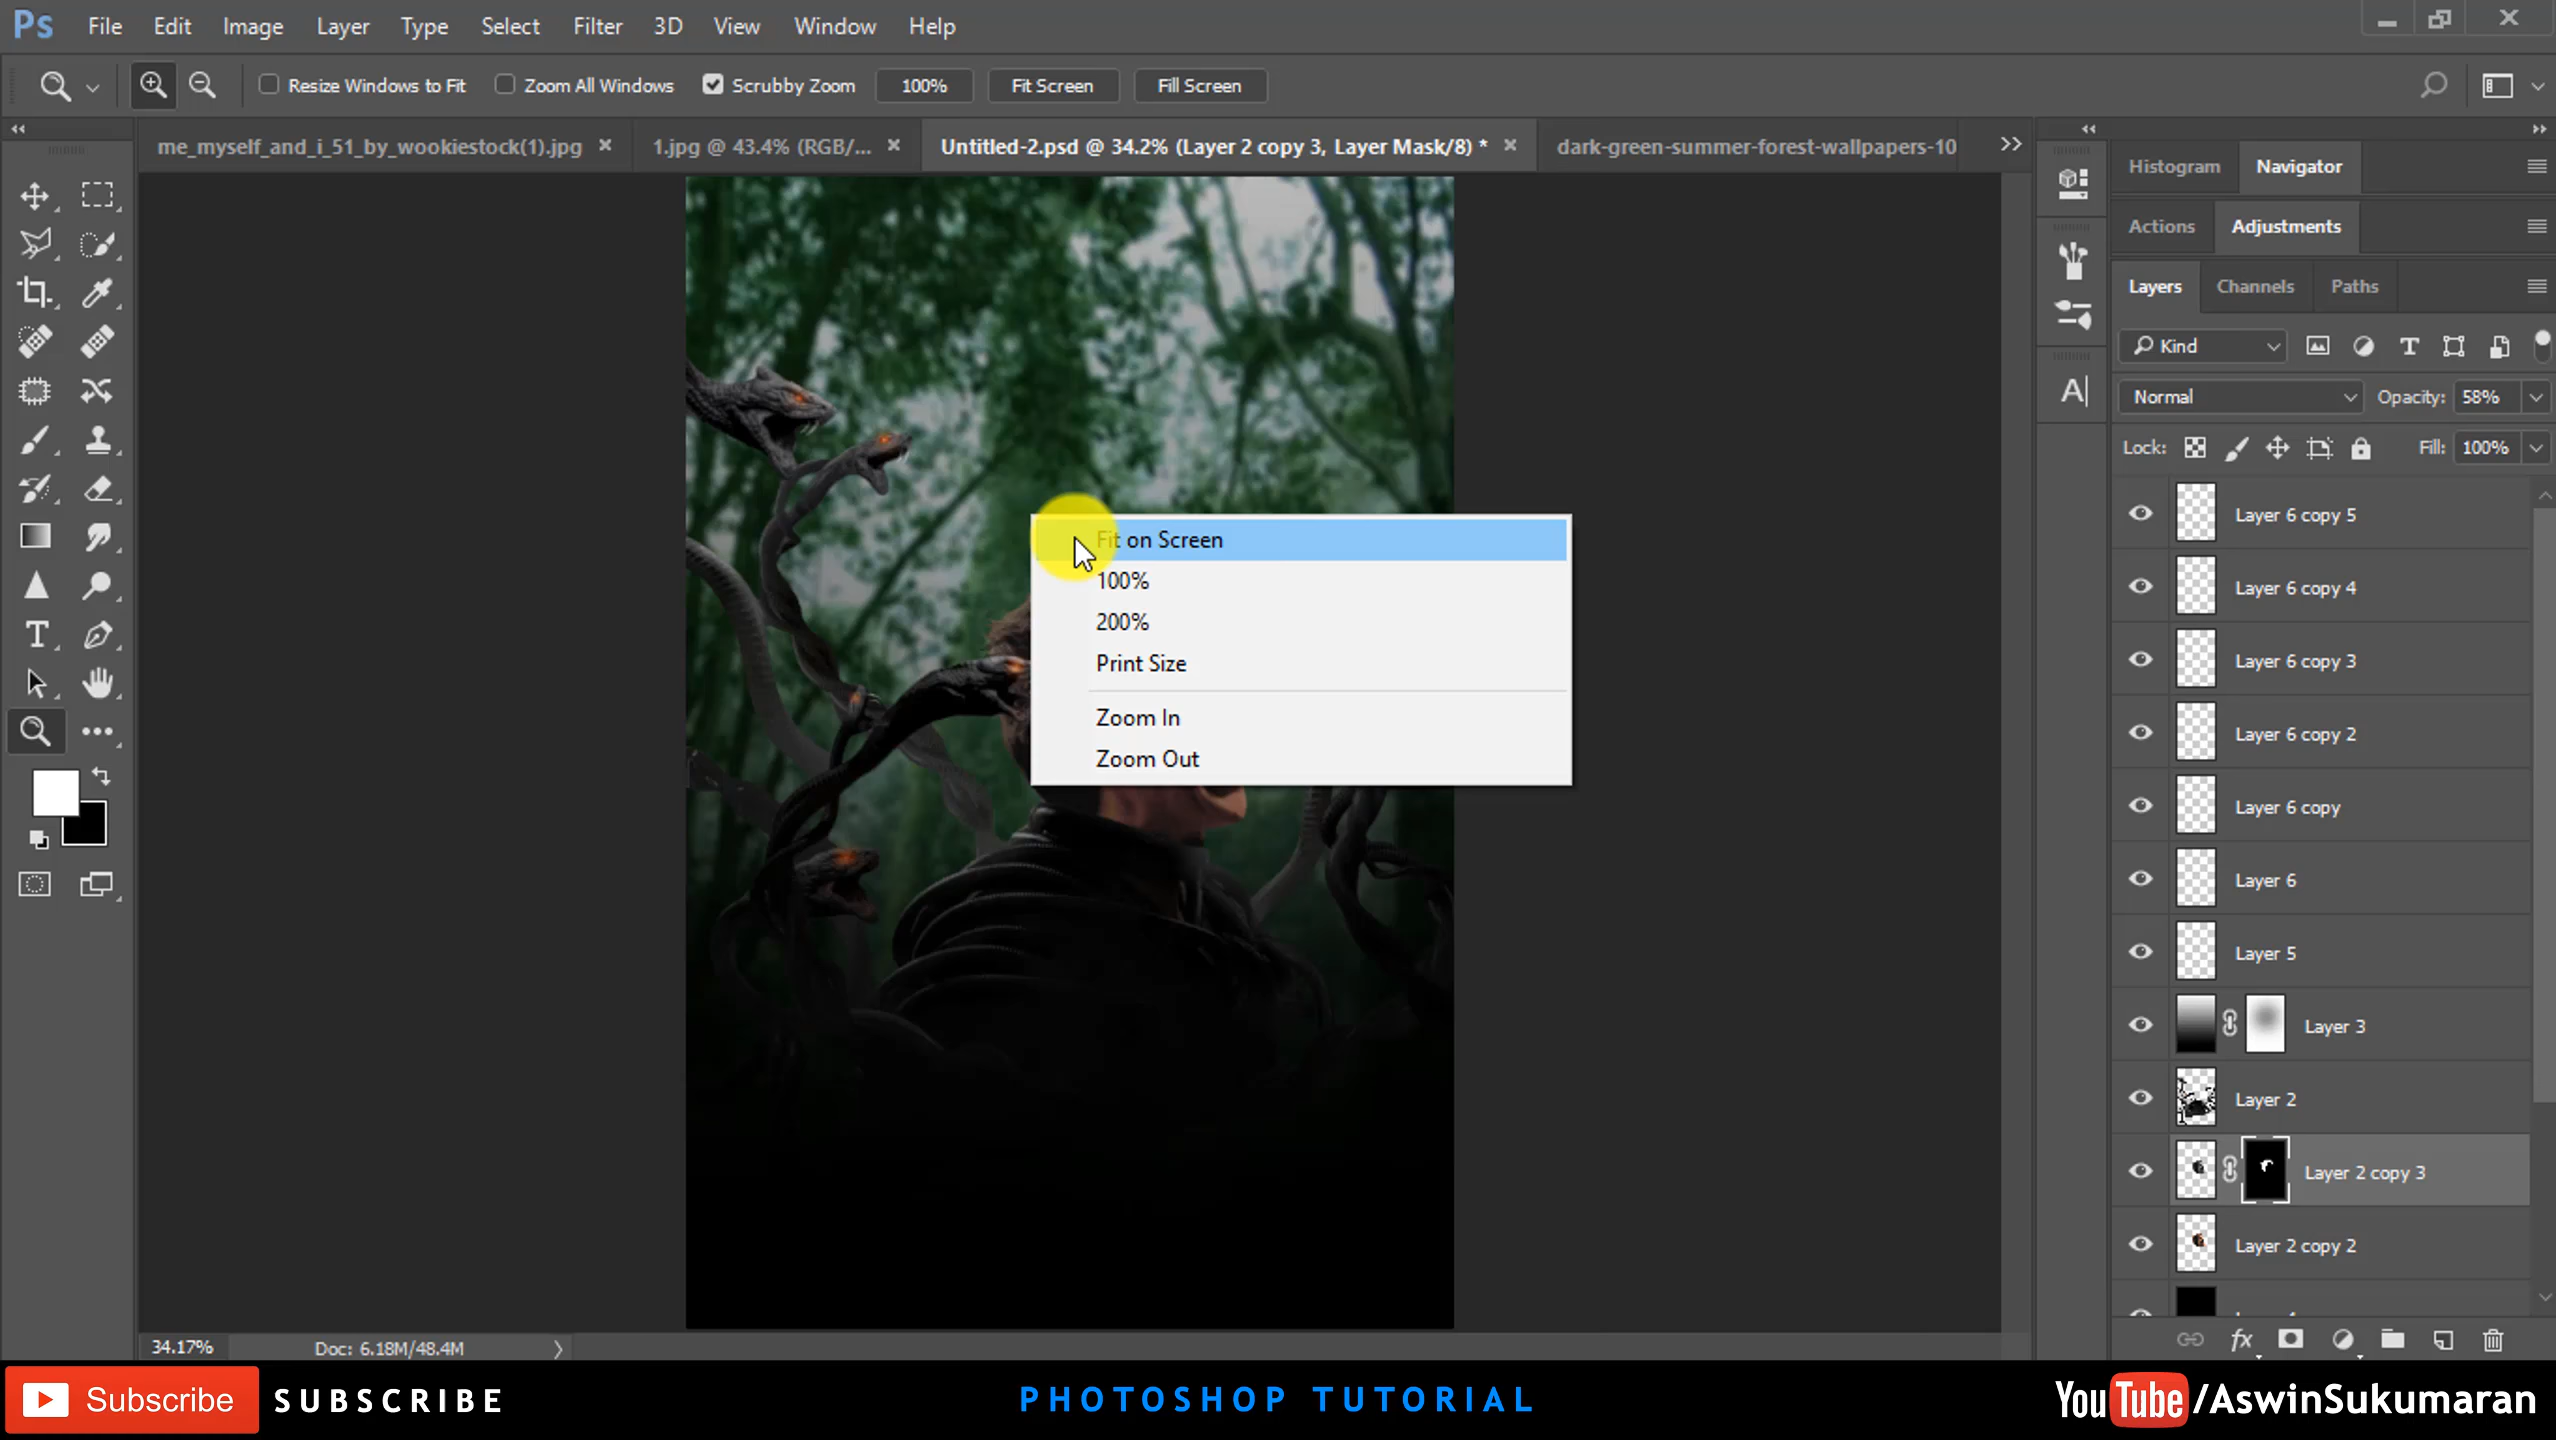 Ps File Edit Image Layer Type Select Filter 3D View Window Help
Resize Windows to Fit Zoom All Windows Scrubby Zoom 100% Fit Screen Fill Screen
me_myself_and_i_51_by_wookiestock(1).jpg × 1.jpg @ 43.4% (RGB/... × Untitled-2.psd @ 34.2% (Layer 2 copy 3, Layer Mask/8) * × dark-green-summer-forest-wallpapers-10
Histogram Navigator
Actions Adjustments
Layers Channels Paths
Kind
Normal Opacity: 58%
Lock: Fill: 100%
Layer 6 copy 5
Layer 6 copy 4
Layer 6 copy 3
Layer 6 copy 2
Layer 6 copy
Layer 6
Layer 5
Layer 3
Layer 2
Layer 2 copy 3
Layer 2 copy 2
Fit on Screen
100%
200%
Print Size
Zoom In
Zoom Out
34.17% Doc: 6.18M/48.4M
Subscribe SUBSCRIBE PHOTOSHOP TUTORIAL YouTube/AswinSukumaran